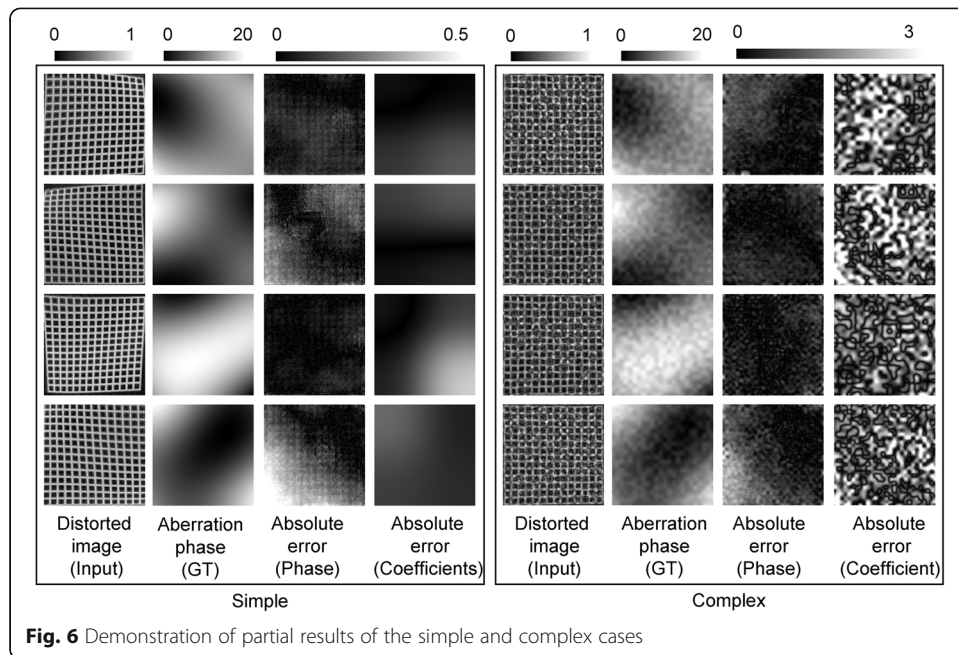 0 1 0 20 0 0.5 0 1 0 20 0 3
Distorted Aberration Absolute Absolute Distorted Aberration Absolute Absolute
image phase error error image phase error error
(Input) (GT) (Phase) (Coefficients) (Input) (GT) (Phase) (Coefficient)
Simple Complex
Fig. 6 Demonstration of partial results of the simple and complex cases